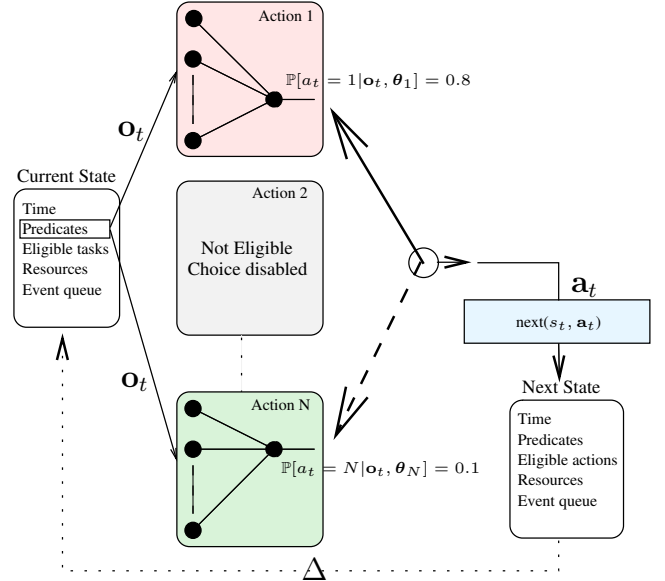 Action 1
ℙ[a_t = 1|𝐨_t, 𝜽_1] = 0.8
𝐨_t
Current State
Time
Predicates
Eligible tasks
Resources
Event queue
Action 2
Not Eligible
Choice disabled
𝐚_t
next(s_t, 𝐚_t)
𝐨_t
Action N
ℙ[a_t = N|𝐨_t, 𝜽_N] = 0.1
Next State
Time
Predicates
Eligible actions
Resources
Event queue
Δ